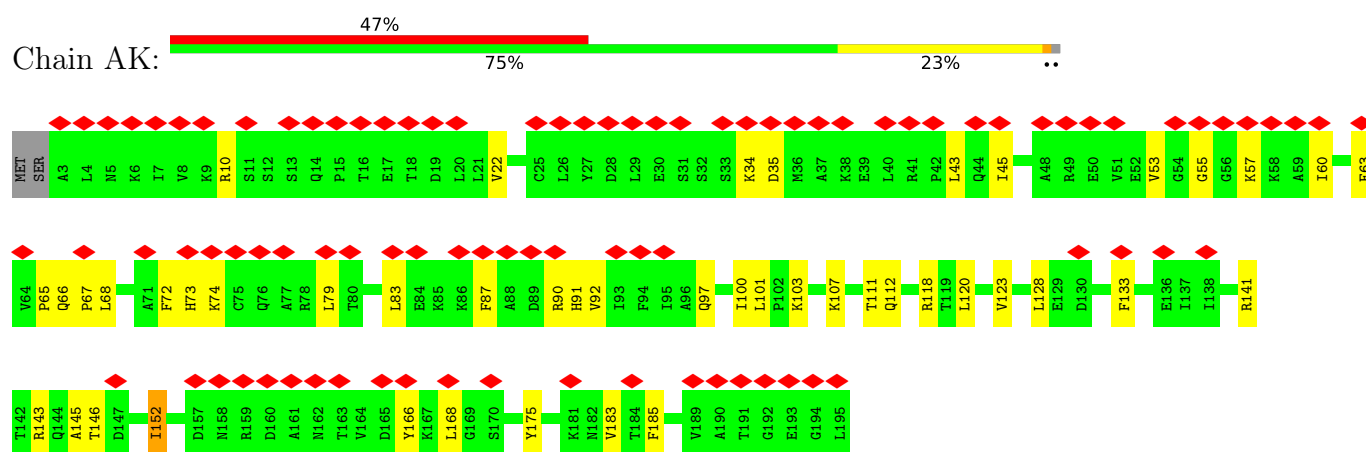 47%
Chain AK:
75% 23% ••
MET SER A3 L4 N5 K6 I7 V8 K9 R10 S11 S12 S13 Q14 P15 T16 E17 T18 D19 L20 L21 V22 C25 L26 Y27 D28 L29 E30 S31 S32 S33 K34 D35 M36 A37 K38 E39 L40 R41 P42 L43 Q44 I45 A48 R49 E50 V51 E52 V53 G54 G55 G56 K57 K58 A59 I60 F63
V64 P65 Q66 P67 L68 A71 F72 H73 K74 C75 Q76 A77 R78 L79 T80 L83 E84 K85 K86 F87 A88 D89 R90 H91 V92 I93 F94 I95 A96 Q97 I100 L101 P102 K103 K107 T111 Q112 R118 T119 L120 V123 L128 E129 D130 F133 E136 I137 I138 R141
T142 R143 Q144 A145 T146 D147 I152 D157 N158 R159 D160 A161 N162 T163 V164 D165 Y166 K167 L168 G169 S170 Y175 K181 N182 V183 T184 F185 V189 A190 T191 G192 E193 G194 L195